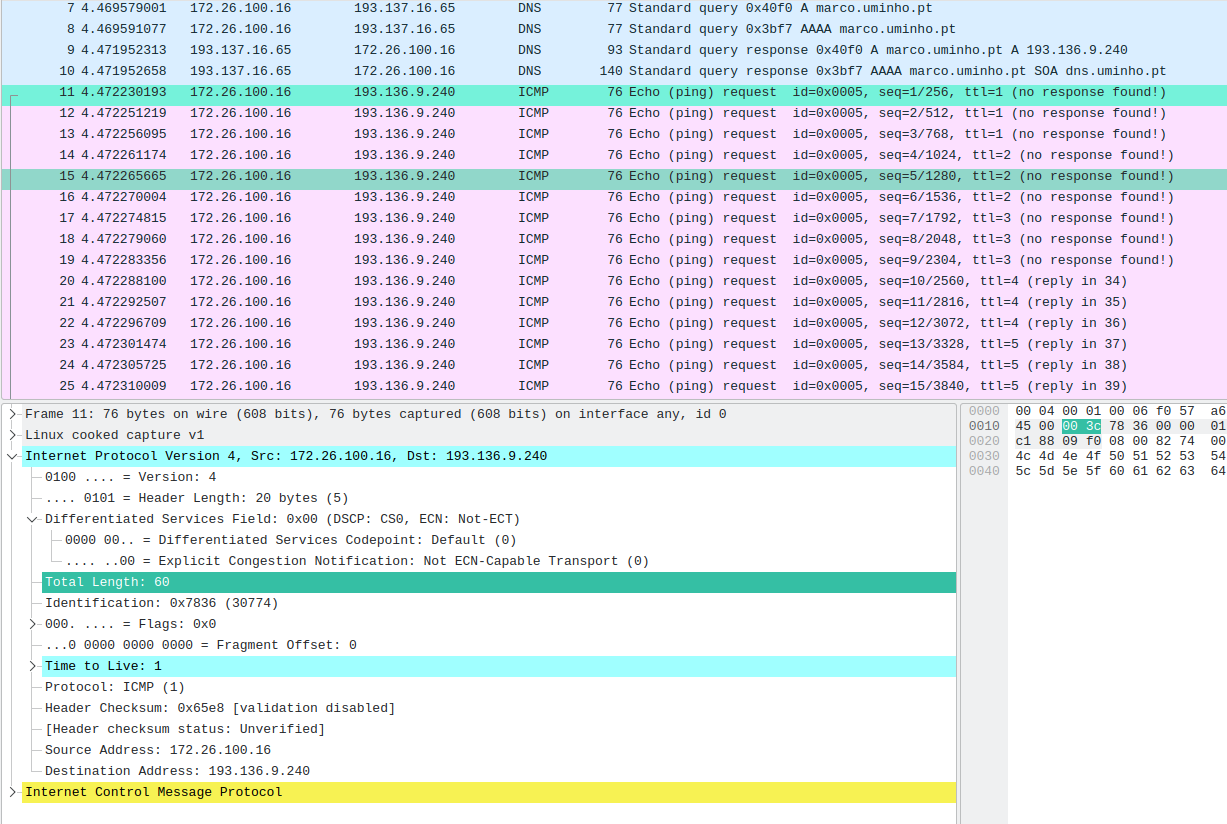 7 4.469579001 172.26.100.16 193.137.16.65 DNS 77 Standard query 0x40f0 A marco.uminho.pt
8 4.469591077 172.26.100.16 193.137.16.65 DNS 77 Standard query 0x3bf7 AAAA marco.uminho.pt
9 4.471952313 193.137.16.65 172.26.100.16 DNS 93 Standard query response 0x40f0 A marco.uminho.pt A 193.136.9.240
10 4.471952658 193.137.16.65 172.26.100.16 DNS 140 Standard query response 0x3bf7 AAAA marco.uminho.pt SOA dns.uminho.pt
11 4.472230193 172.26.100.16 193.136.9.240 ICMP 76 Echo (ping) request id=0x0005, seq=1/256, ttl=1 (no response found!)
12 4.472251219 172.26.100.16 193.136.9.240 ICMP 76 Echo (ping) request id=0x0005, seq=2/512, ttl=1 (no response found!)
13 4.472256095 172.26.100.16 193.136.9.240 ICMP 76 Echo (ping) request id=0x0005, seq=3/768, ttl=1 (no response found!)
14 4.472261174 172.26.100.16 193.136.9.240 ICMP 76 Echo (ping) request id=0x0005, seq=4/1024, ttl=2 (no response found!)
15 4.472265665 172.26.100.16 193.136.9.240 ICMP 76 Echo (ping) request id=0x0005, seq=5/1280, ttl=2 (no response found!)
16 4.472270004 172.26.100.16 193.136.9.240 ICMP 76 Echo (ping) request id=0x0005, seq=6/1536, ttl=2 (no response found!)
17 4.472274815 172.26.100.16 193.136.9.240 ICMP 76 Echo (ping) request id=0x0005, seq=7/1792, ttl=3 (no response found!)
18 4.472279060 172.26.100.16 193.136.9.240 ICMP 76 Echo (ping) request id=0x0005, seq=8/2048, ttl=3 (no response found!)
19 4.472283356 172.26.100.16 193.136.9.240 ICMP 76 Echo (ping) request id=0x0005, seq=9/2304, ttl=3 (no response found!)
20 4.472288100 172.26.100.16 193.136.9.240 ICMP 76 Echo (ping) request id=0x0005, seq=10/2560, ttl=4 (reply in 34)
21 4.472292507 172.26.100.16 193.136.9.240 ICMP 76 Echo (ping) request id=0x0005, seq=11/2816, ttl=4 (reply in 35)
22 4.472296709 172.26.100.16 193.136.9.240 ICMP 76 Echo (ping) request id=0x0005, seq=12/3072, ttl=4 (reply in 36)
23 4.472301474 172.26.100.16 193.136.9.240 ICMP 76 Echo (ping) request id=0x0005, seq=13/3328, ttl=5 (reply in 37)
24 4.472305725 172.26.100.16 193.136.9.240 ICMP 76 Echo (ping) request id=0x0005, seq=14/3584, ttl=5 (reply in 38)
25 4.472310009 172.26.100.16 193.136.9.240 ICMP 76 Echo (ping) request id=0x0005, seq=15/3840, ttl=5 (reply in 39)
Frame 11: 76 bytes on wire (608 bits), 76 bytes captured (608 bits) on interface any, id 0
Linux cooked capture v1
Internet Protocol Version 4, Src: 172.26.100.16, Dst: 193.136.9.240
0100 .... = Version: 4
.... 0101 = Header Length: 20 bytes (5)
Differentiated Services Field: 0x00 (DSCP: CS0, ECN: Not-ECT)
0000 00.. = Differentiated Services Codepoint: Default (0)
.... ..00 = Explicit Congestion Notification: Not ECN-Capable Transport (0)
Total Length: 60
Identification: 0x7836 (30774)
000. .... = Flags: 0x0
...0 0000 0000 0000 = Fragment Offset: 0
Time to Live: 1
Protocol: ICMP (1)
Header Checksum: 0x65e8 [validation disabled]
[Header checksum status: Unverified]
Source Address: 172.26.100.16
Destination Address: 193.136.9.240
Internet Control Message Protocol
0000 00 04 00 01 00 06 f0 57 a6
0010 45 00 00 3c 78 36 00 00 01
0020 c1 88 09 f0 08 00 82 74 00
0030 4c 4d 4e 4f 50 51 52 53 54
0040 5c 5d 5e 5f 60 61 62 63 64